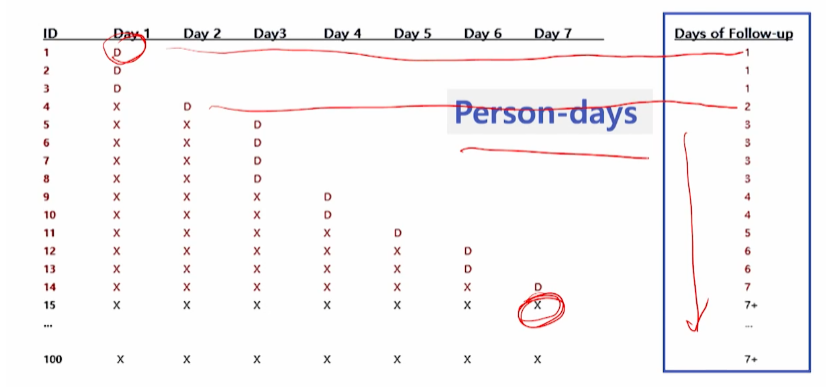 ID Day 1 Day 2 Day3 Day 4 Day 5 Day 6 Day 7 Days of Follow-up
1 D 1
2 D 1
3 D 1
4 X D 2
Person-days
5 X X D 3
6 X X D 3
7 X X D 3
8 X X D 3
9 X X X D 4
10 X X X D 4
11 X X X X D 5
12 X X X X X D 6
13 X X X X X D 6
14 X X X X X X D 7
15 X X X X X X X 7+
... ...
100 X X X X X X X 7+